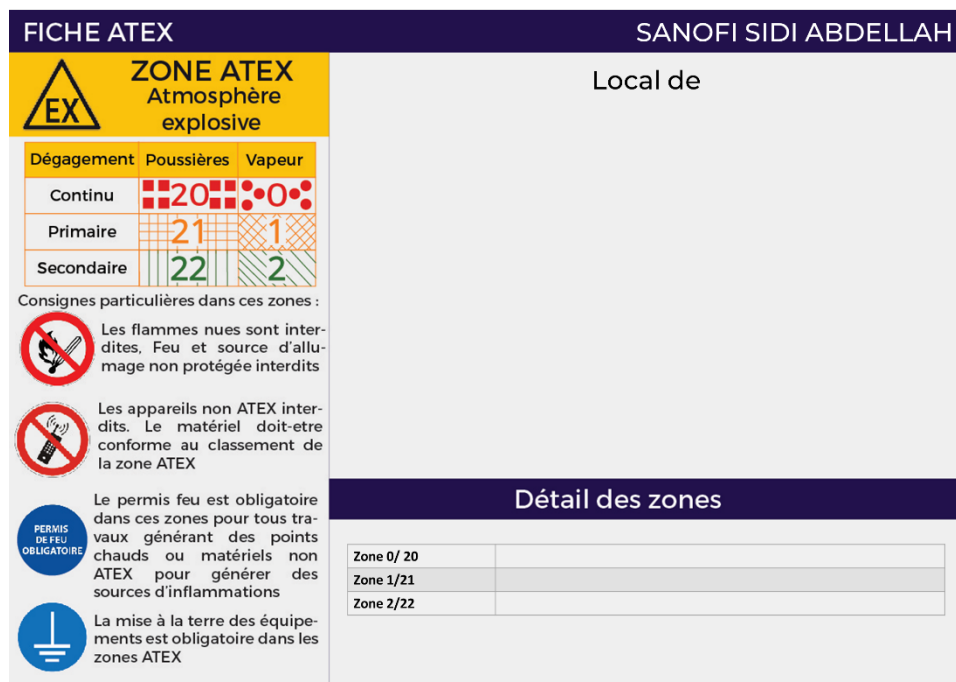 FICHE ATEX
SANOFI SIDI ABDELLAH
ZONE ATEX
Atmosphère
explosive
EX
Dégagement Poussières Vapeur
Continu 20 0
Primaire 21 1
Secondaire 22 2
Consignes particulières dans ces zones :
Les flammes nues sont inter-
dites, Feu et source d'allu-
mage non protégée interdits
Les appareils non ATEX inter-
dits. Le matériel doit-etre
conforme au classement de
la zone ATEX
PERMIS
DE FEU
OBLIGATOIRE
Le permis feu est obligatoire
dans ces zones pour tous tra-
vaux générant des points
chauds ou matériels non
ATEX pour générer des
sources d'inflammations
La mise à la terre des équipe-
ments est obligatoire dans les
zones ATEX
Local de
Détail des zones
Zone 0/ 20
Zone 1/21
Zone 2/22